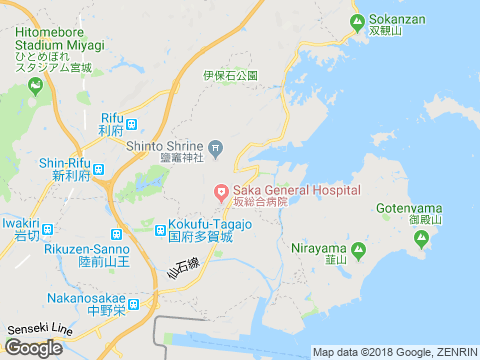 Sokanzan
双観山
Hitomebore
Stadium Miyagi
ひとめぼれ
スタジアム宮城
伊保石公園
Rifu
利府
Shinto Shrine
鹽竈神社
Shin-Rifu
新利府
Saka General Hospital
坂総合病院
Gotenyama
御殿山
Iwakiri
岩切
Kokufu-Tagajo
国府多賀城
Rikuzen-Sanno
陸前山王
Nirayama
韮山
仙石線
Nakanosakae
中野栄
Senseki Line
Google
Map data ©2018 Google, ZENRIN